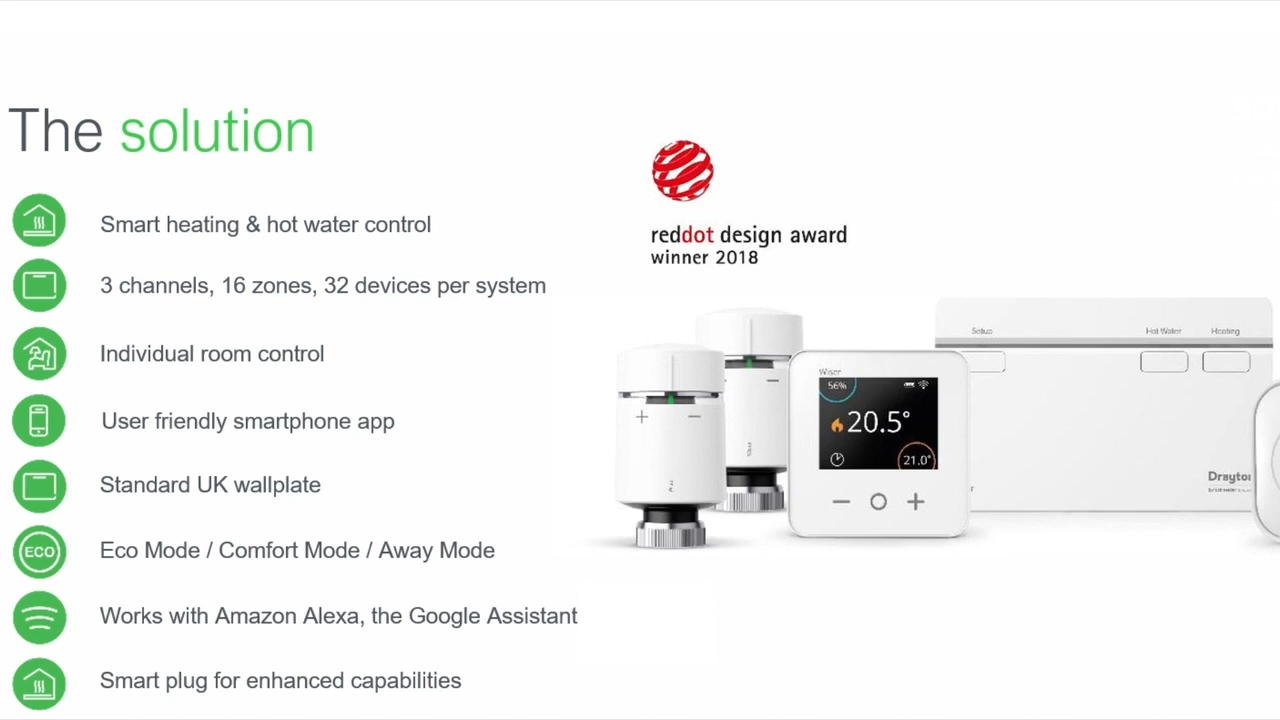 The solution
Smart heating & hot water control
3 channels, 16 zones, 32 devices per system
Individual room control
User friendly smartphone app
Standard UK wallplate
ECO
Eco Mode / Comfort Mode / Away Mode
Works with Amazon Alexa, the Google Assistant
Smart plug for enhanced capabilities
reddot design award
winner 2018
Setup
Hot Water
Heating
Wiser
56%
20.5°
21.0°
+ −
− +